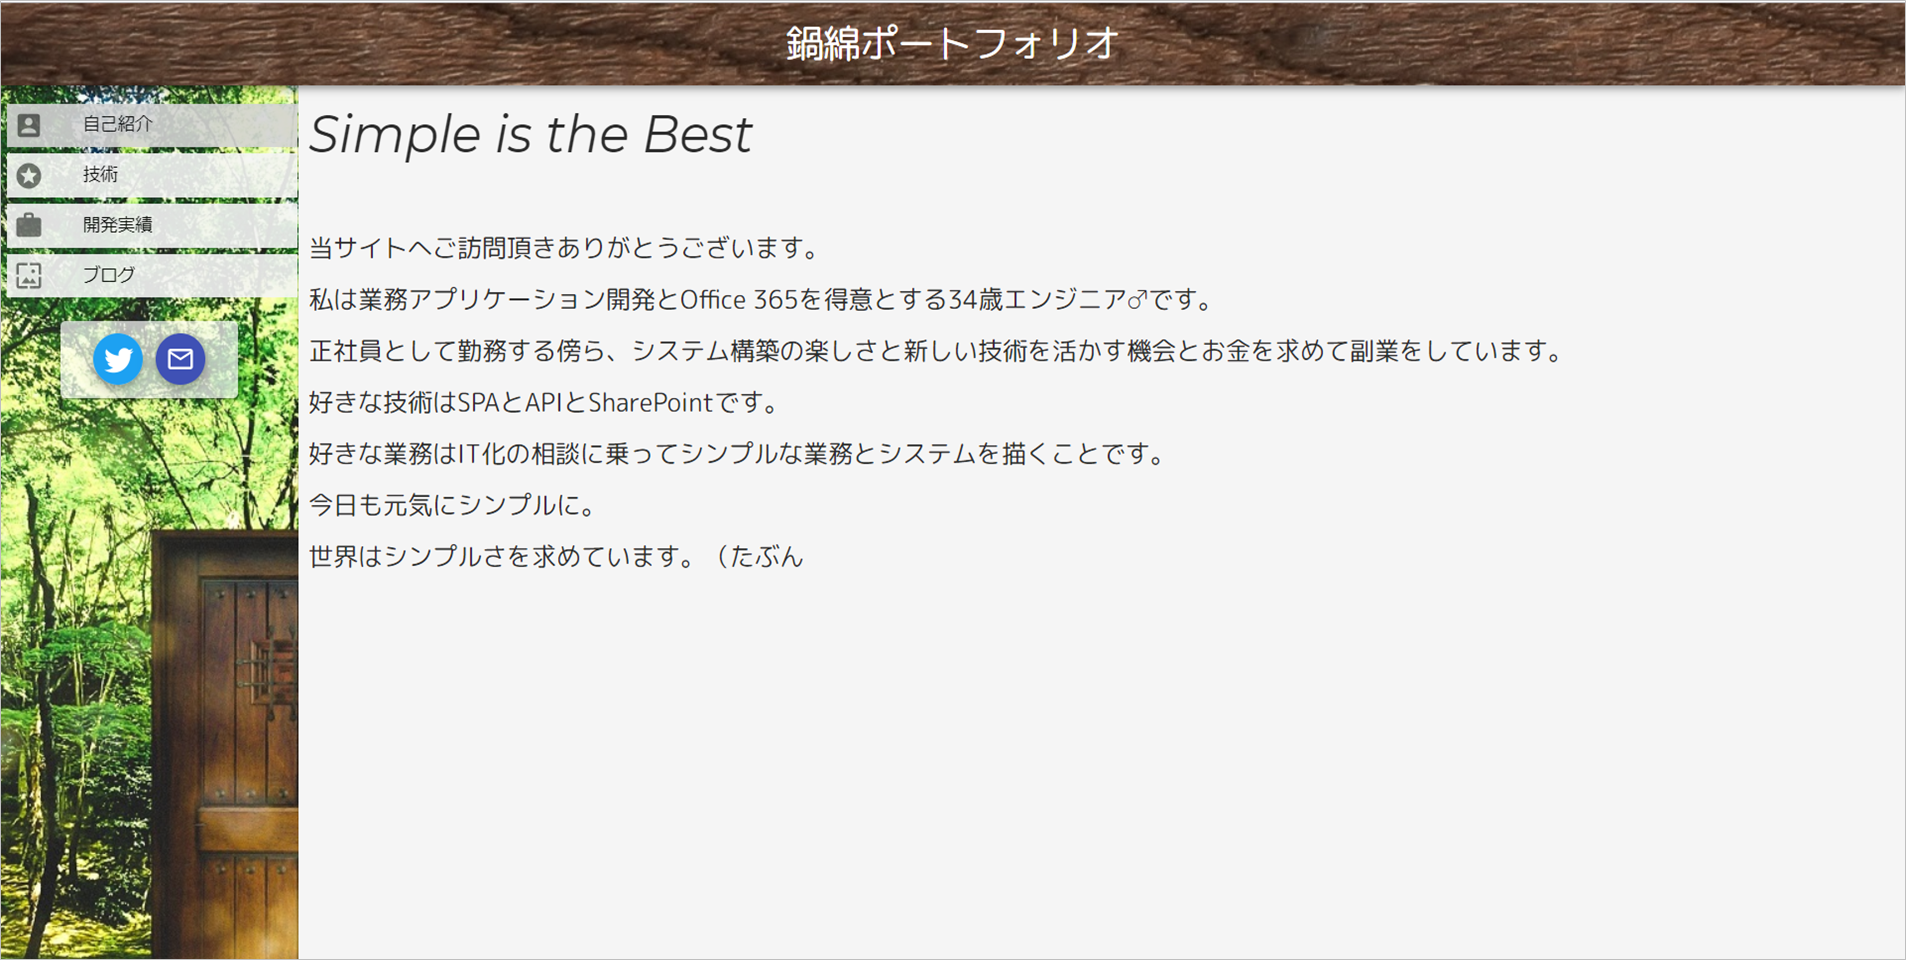 鍋綿ポートフォリオ
自己紹介
技術
開発実績
ブログ
Simple is the Best
当サイトへご訪問頂きありがとうございます。
私は業務アプリケーション開発とOffice 365を得意とする34歳エンジニア♂です。
正社員として勤務する傍ら、システム構築の楽しさと新しい技術を活かす機会とお金を求めて副業をしています。
好きな技術はSPAとAPIとSharePointです。
好きな業務はIT化の相談に乗ってシンプルな業務とシステムを描くことです。
今日も元気にシンプルに。
世界はシンプルさを求めています。（たぶん